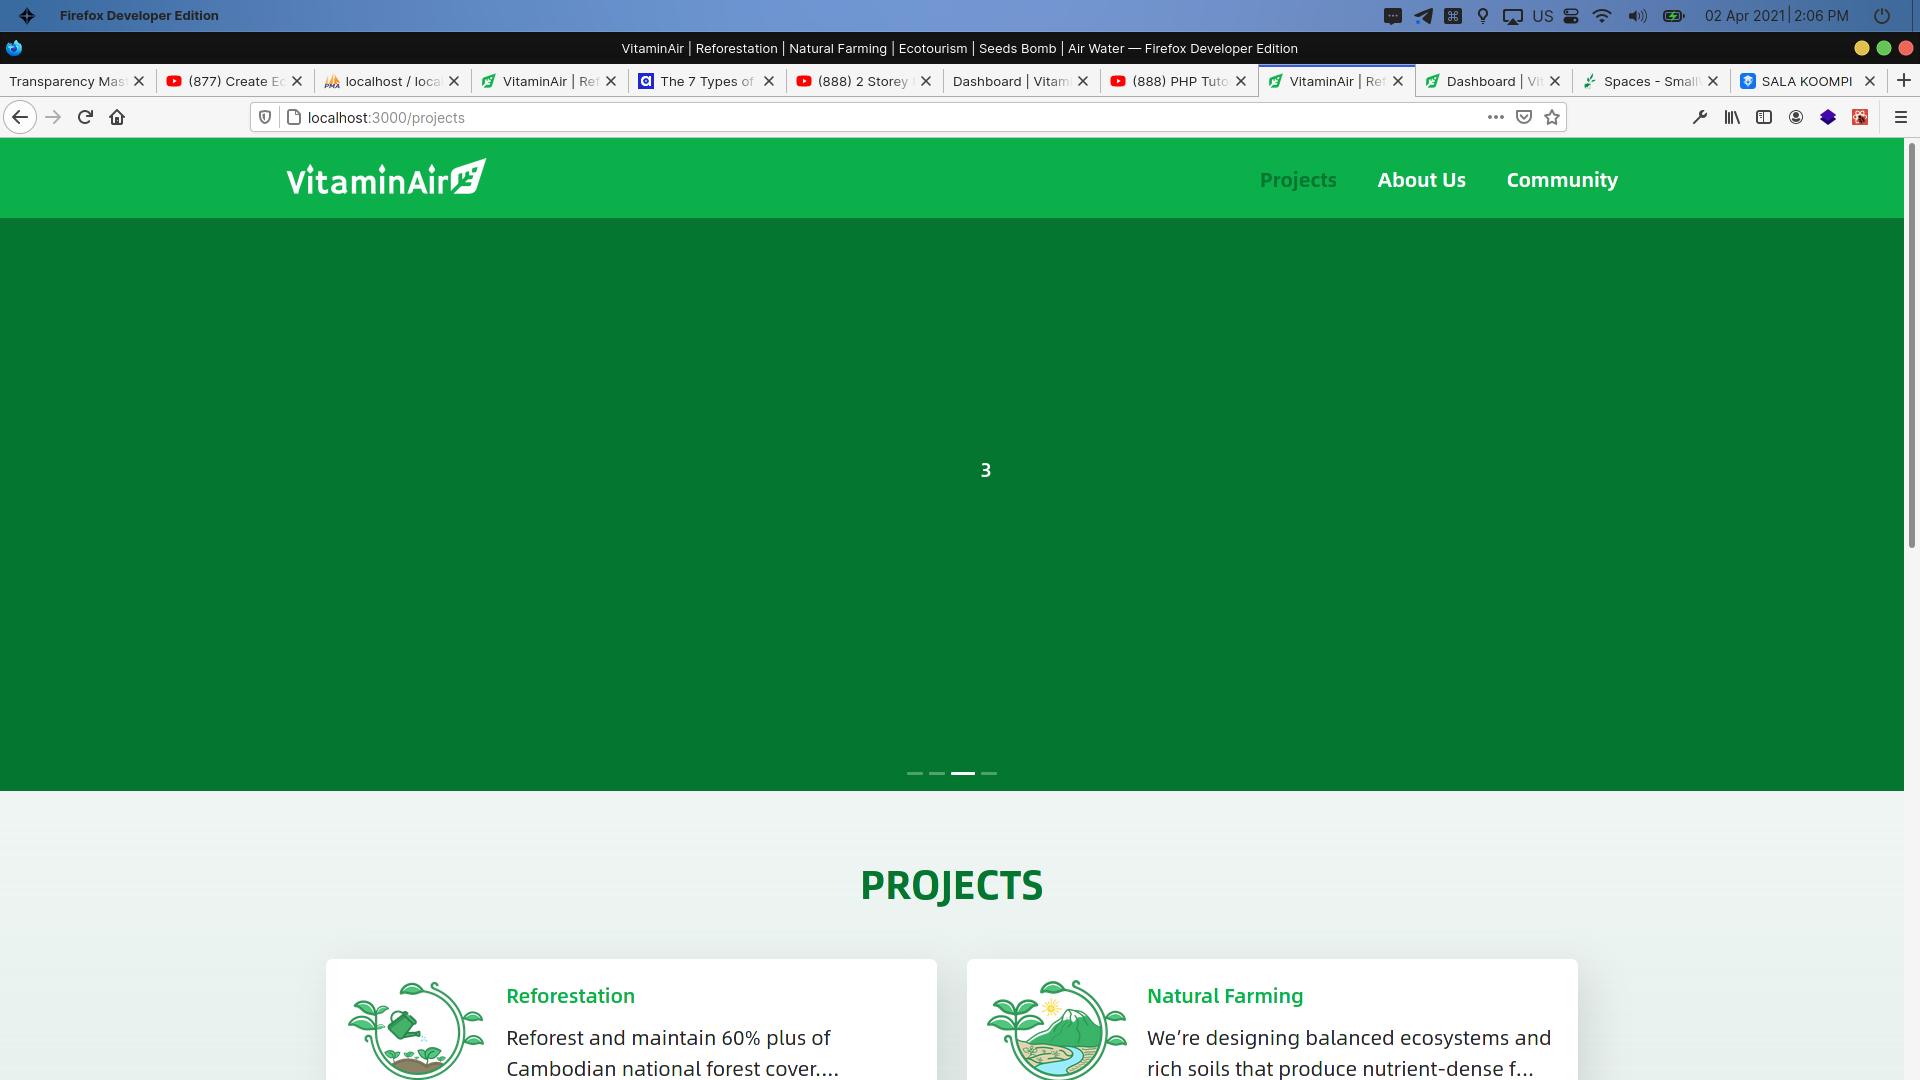 Firefox Developer Edition
US
02 Apr 2021 | 2:06 PM
VitaminAir | Reforestation | Natural Farming | Ecotourism | Seeds Bomb | Air Water — Firefox Developer Edition
Transparency Mas
(877) Create Ec
localhost / local
VitaminAir | Ref
The 7 Types of
(888) 2 Storey
Dashboard | Vitami
(888) PHP Tuto
VitaminAir | Ref
Dashboard | Vit
Spaces - Small
SALA KOOMPI
localhost:3000/projects
VitaminAir
Projects
About Us
Community
3
PROJECTS
Reforestation
Reforest and maintain 60% plus of
Cambodian national forest cover....
Natural Farming
We’re designing balanced ecosystems and
rich soils that produce nutrient-dense f...